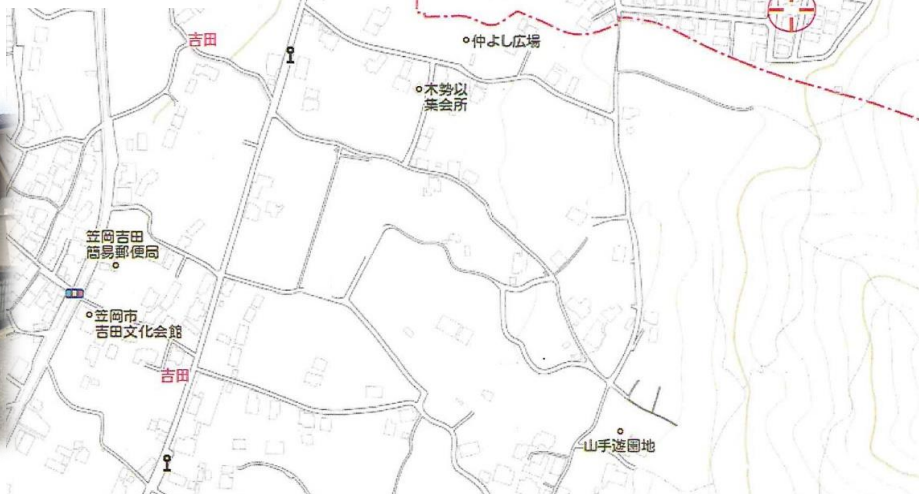 吉田
仲よし広場
木勢以
集会所
笠岡吉田
簡易郵便局
笠岡市
吉田文化会館
吉田
山手遊園地